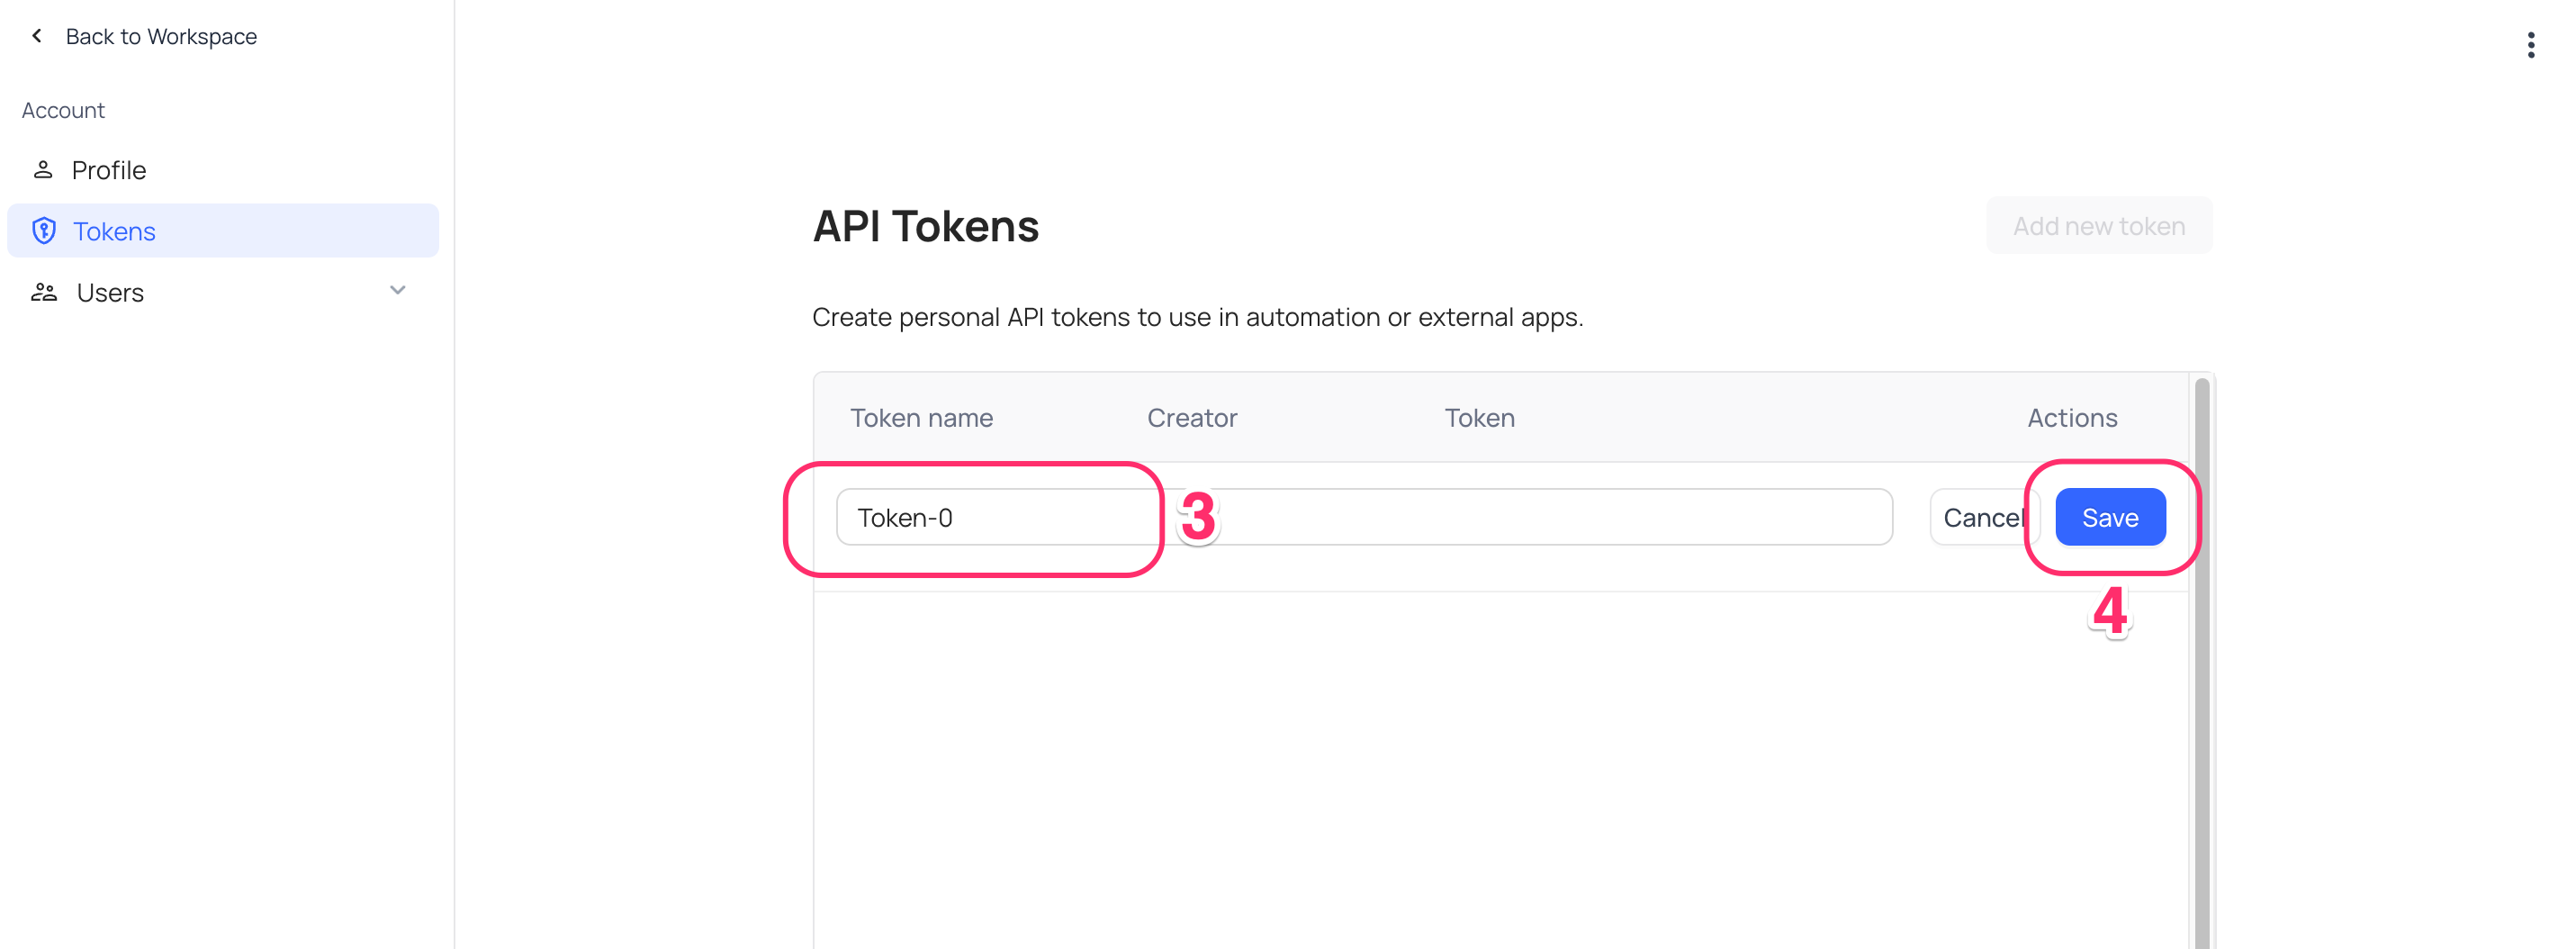 Back to Workspace
Account
Profile
Tokens
Users
API Tokens
Add new token
Create personal API tokens to use in automation or external apps.
Token name Creator Token Actions
Token-0 3 Cancel Save
4